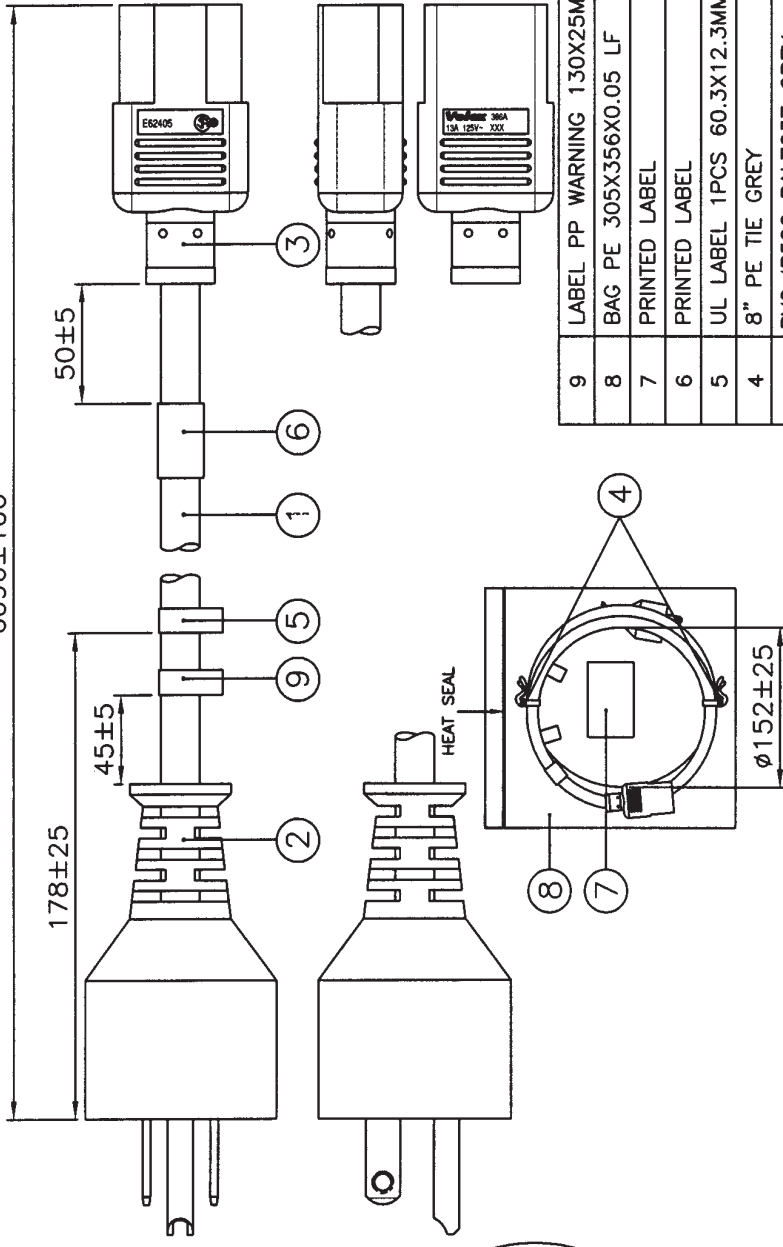 E62405
Volex 386A
13A 125V~ XXX
50±5
3
6
1
5
9
45±5
2
178±25
HEAT SEAL
4
8
7
ø152±25
9 LABEL PP WARNING 130X25M
8 BAG PE 305X356X0.05 LF
7 PRINTED LABEL
6 PRINTED LABEL
5 UL LABEL 1PCS 60.3X12.3MM
4 8" PE TIE GREY